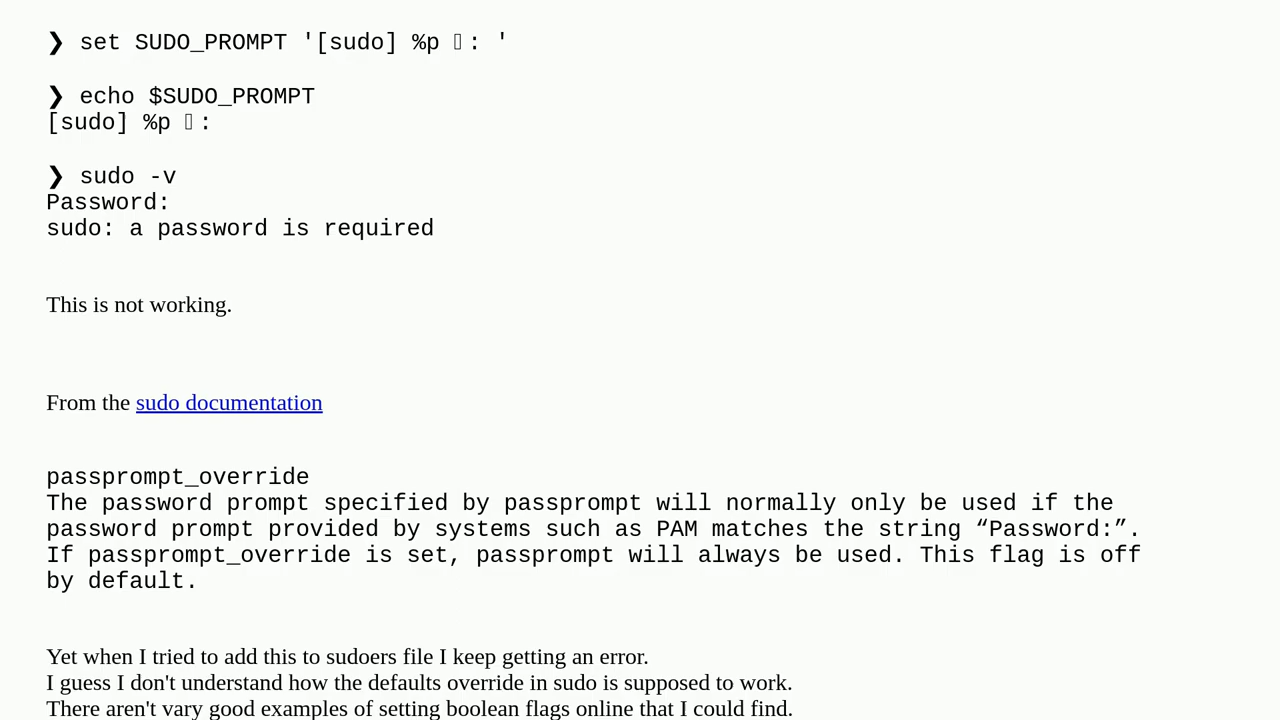 ❯ set SUDO_PROMPT '[sudo] %p : '
❯ echo $SUDO_PROMPT
[sudo] %p :
❯ sudo -v
Password:
sudo: a password is required
This is not working.
From the sudo documentation
passprompt_override
The password prompt specified by passprompt will normally only be used if the
password prompt provided by systems such as PAM matches the string “Password:”.
If passprompt_override is set, passprompt will always be used. This flag is off
by default.
Yet when I tried to add this to sudoers file I keep getting an error.
I guess I don't understand how the defaults override in sudo is supposed to work.
There aren't vary good examples of setting boolean flags online that I could find.